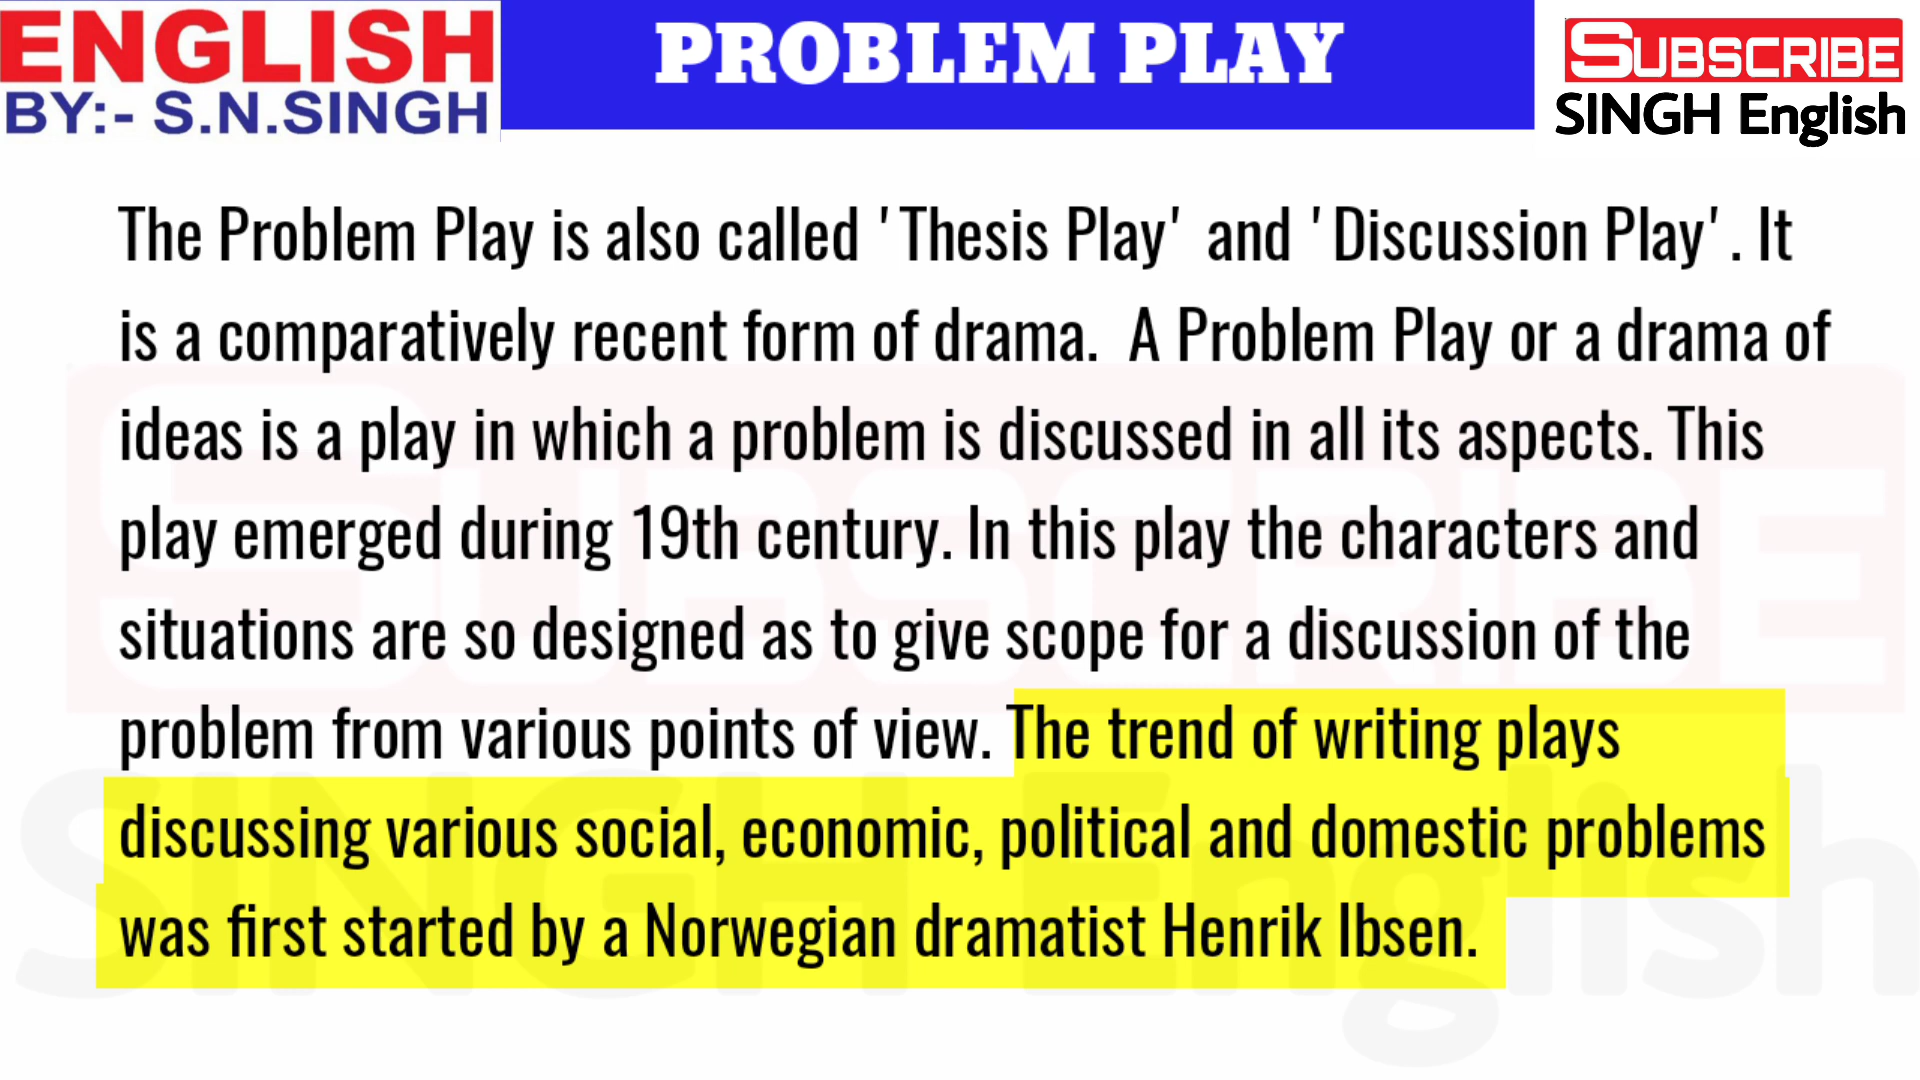 ENGLISH
BY:- S.N.SINGH
PROBLEM PLAY
SUBSCRIBE
SINGH English
The Problem Play is also called 'Thesis Play' and 'Discussion Play'. It
is a comparatively recent form of drama. A Problem Play or a drama of
ideas is a play in which a problem is discussed in all its aspects. This
play emerged during 19th century. In this play the characters and
situations are so designed as to give scope for a discussion of the
problem from various points of view. The trend of writing plays
discussing various social, economic, political and domestic problems
was first started by a Norwegian dramatist Henrik Ibsen.
SUBSCRIBE
SINGH English